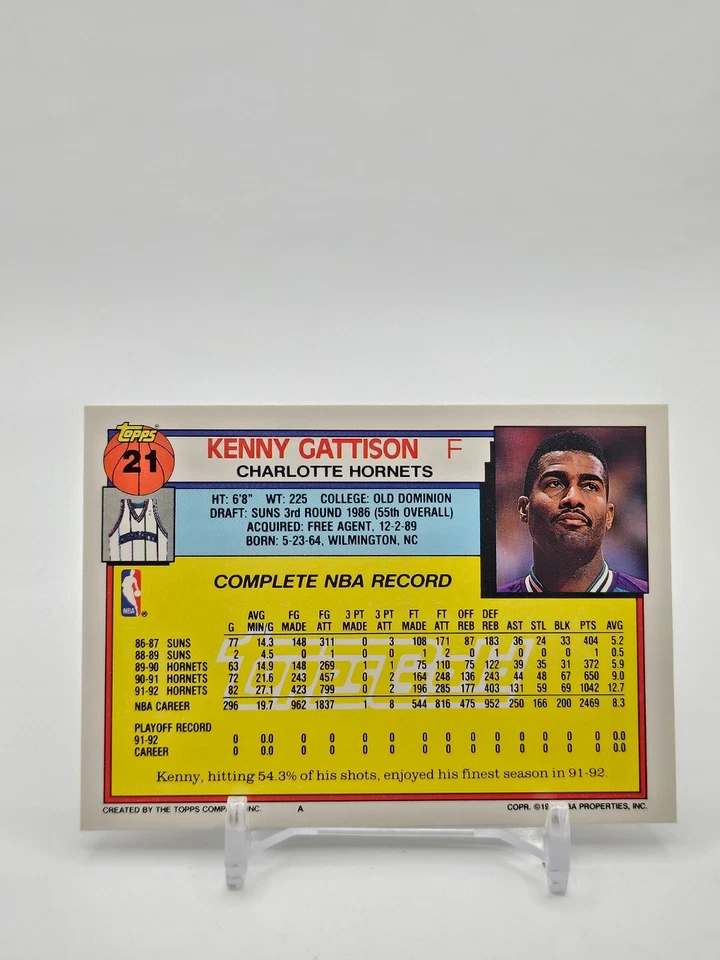 Topps
21
KENNY GATTISON F
CHARLOTTE HORNETS
HT: 6'8" WT: 225 COLLEGE: OLD DOMINION
DRAFT: SUNS 3rd ROUND 1986 (55th OVERALL)
ACQUIRED: FREE AGENT, 12-2-89
BORN: 5-23-64, WILMINGTON, NC
COMPLETE NBA RECORD
NBA
G AVG MIN/G FG MADE FG ATT 3 PT MADE 3 PT ATT FT MADE FT ATT OFF REB DEF REB AST STL BLK PTS AVG
86-87 SUNS 77 14.3 148 311 0 3 108 171 87 183 36 24 33 404 5.2
88-89 SUNS 2 4.5 0 1 0 0 1 2 0 1 0 0 0 1 0.5
89-90 HORNETS 63 14.9 148 269 0 1 75 110 75 122 39 35 31 372 5.9
90-91 HORNETS 72 21.6 243 457 0 2 164 248 136 243 44 48 67 650 9.0
91-92 HORNETS 82 27.1 423 799 1 2 196 285 177 403 131 59 69 1042 12.7
NBA CAREER 296 19.7 962 1837 1 8 544 816 475 952 250 166 200 2469 8.3
ToppsGold
PLAYOFF RECORD
91-92 0 0.0 0 0 0 0 0 0 0 0 0 0 0 0 0.0
CAREER 0 0.0 0 0 0 0 0 0 0 0 0 0 0 0 0.0
Kenny, hitting 54.3% of his shots, enjoyed his finest season in 91-92.
CREATED BY THE TOPPS INC. A COPR. © PROPERTIES, INC.